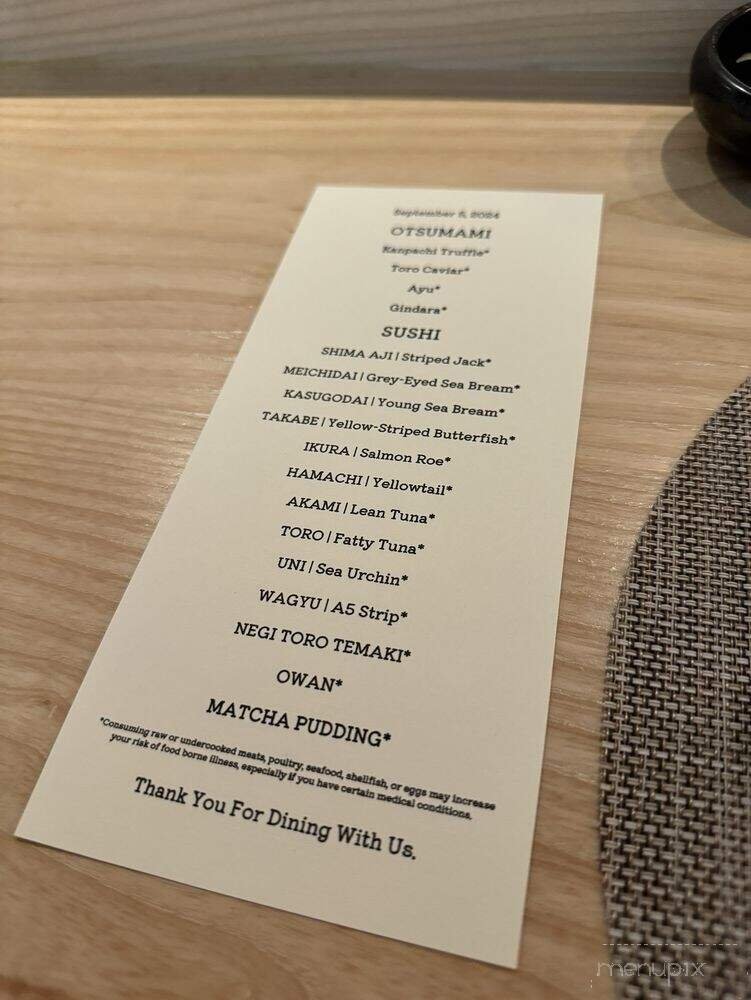 September 5, 2024
OTSUMAMI
Kanpachi Truffle*
Toro Caviar*
Ayu*
Gindara*
SUSHI
SHIMA AJI | Striped Jack*
MEICHIDAI | Grey-Eyed Sea Bream*
KASUGODAI | Young Sea Bream*
TAKABE | Yellow-Striped Butterfish*
IKURA | Salmon Roe*
HAMACHI | Yellowtail*
AKAMI | Lean Tuna*
TORO | Fatty Tuna*
UNI | Sea Urchin*
WAGYU | A5 Strip*
NEGI TORO TEMAKI*
OWAN*
MATCHA PUDDING*
*Consuming raw or undercooked meats, poultry, seafood, shellfish, or eggs may increase
your risk of food borne illness, especially if you have certain medical conditions.
Thank You For Dining With Us.
menupix